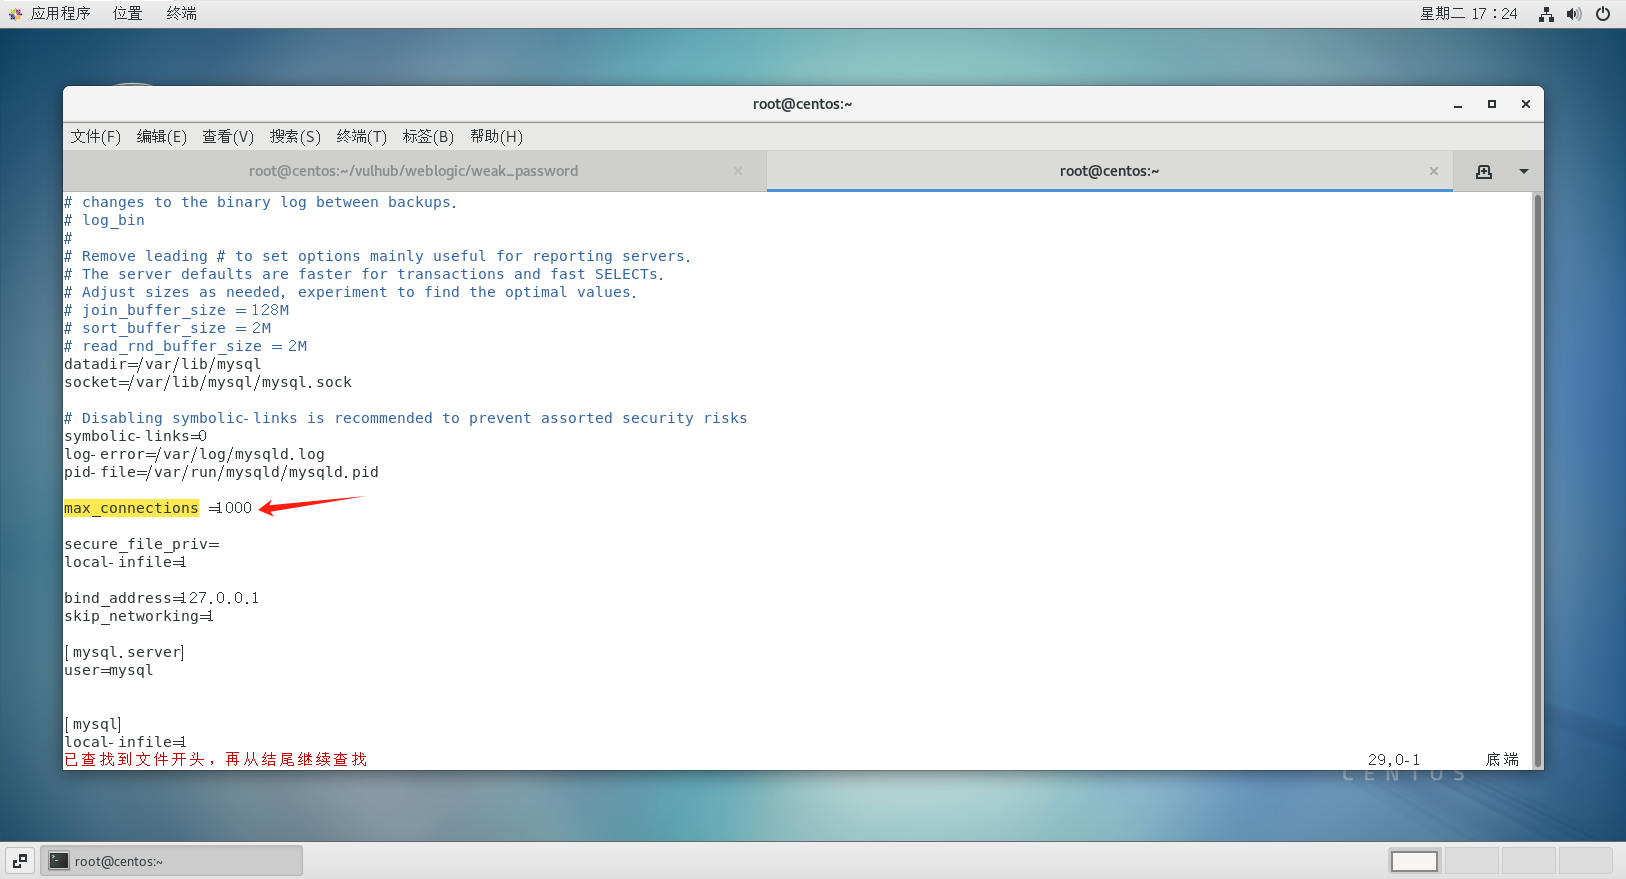 应用程序 位置 终端 星期二 17：24
root@centos:~
文件(F) 编辑(E) 查看(V) 搜索(S) 终端(T) 标签(B) 帮助(H)
root@centos:~/vulhub/weblogic/weak_password root@centos:~
# changes to the binary log between backups.
# log_bin
#
# Remove leading # to set options mainly useful for reporting servers.
# The server defaults are faster for transactions and fast SELECTs.
# Adjust sizes as needed, experiment to find the optimal values.
# join_buffer_size = 128M
# sort_buffer_size = 2M
# read_rnd_buffer_size = 2M
datadir=/var/lib/mysql
socket=/var/lib/mysql/mysql.sock
# Disabling symbolic-links is recommended to prevent assorted security risks
symbolic-links=0
log-error=/var/log/mysqld.log
pid-file=/var/run/mysqld/mysqld.pid
max_connections =1000
secure_file_priv=
local-infile=1
bind_address=127.0.0.1
skip_networking=1
[mysql.server]
user=mysql
[mysql]
local-infile=1
已查找到文件开头，再从结尾继续查找 29,0-1 底端
CENTOS
root@centos:~